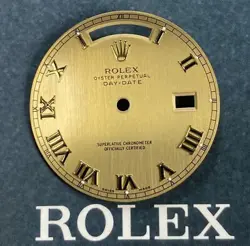 ROLEX
OYSTER PERPETUAL
DAY-DATE
SUPERLATIVE CHRONOMETER
OFFICIALLY CERTIFIED
ROLEX